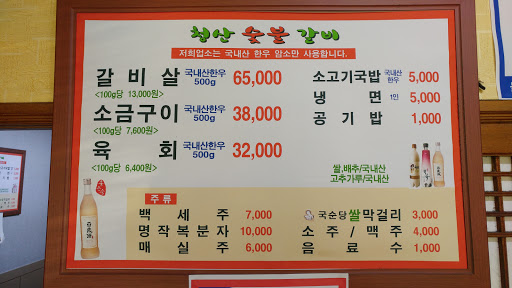 청산 숯불 갈비
저희업소는 국내산 한우 암소만 사용합니다.
갈비살 국내산한우 500g 65,000
<100g당 13,000원>
소금구이 국내산한우 500g 38,000
<100g당 7,600원>
육회 국내산한우 500g 32,000
<100g당 6,400원>
소고기국밥 국내산 한우 5,000
냉면 1인 5,000
공기밥 1,000
쌀,배추/국내산
고추가루/국내산
주류
백세주 7,000
명작복분자 10,000
매실주 6,000
국순당 쌀막걸리 3,000
소주/맥주 4,000
음료수 1,000